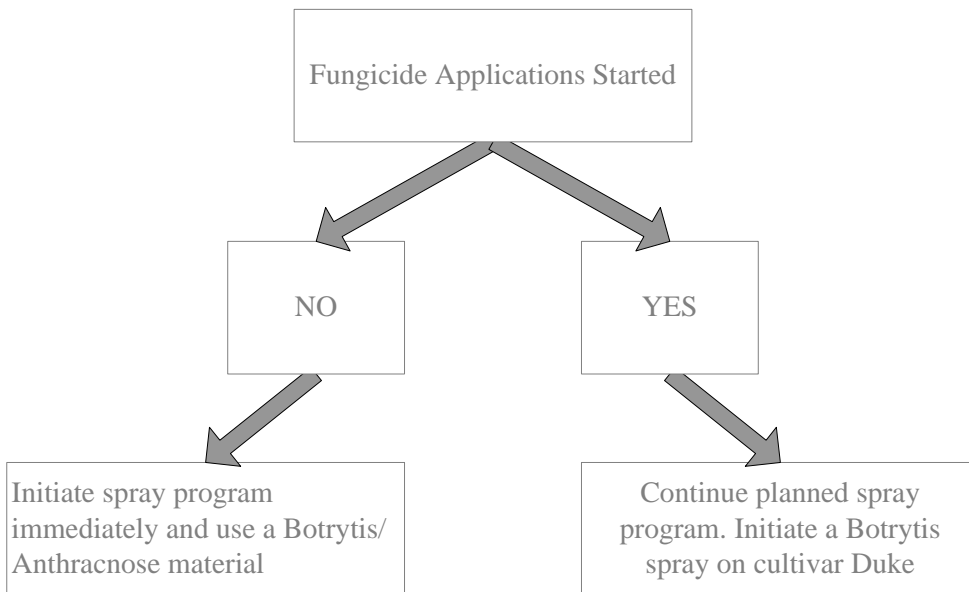 Fungicide Applications Started
NO
YES
Initiate spray program
immediately and use a Botrytis/
Anthracnose material
Continue planned spray
program. Initiate a Botrytis
spray on cultivar Duke